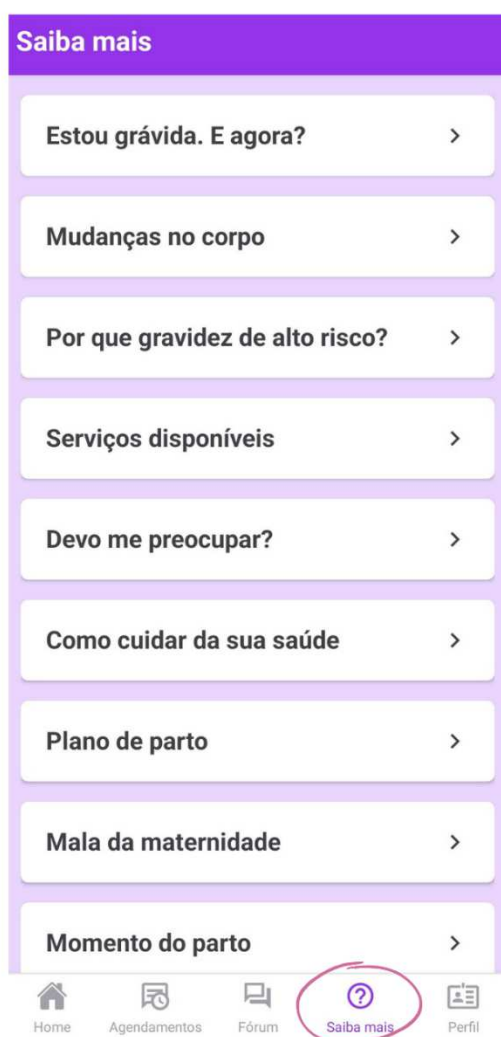 Saiba mais
Estou grávida. E agora?
Mudanças no corpo
Por que gravidez de alto risco?
Serviços disponíveis
Devo me preocupar?
Como cuidar da sua saúde
Plano de parto
Mala da maternidade
Momento do parto
Home Agendamentos Fórum Saiba mais Perfil